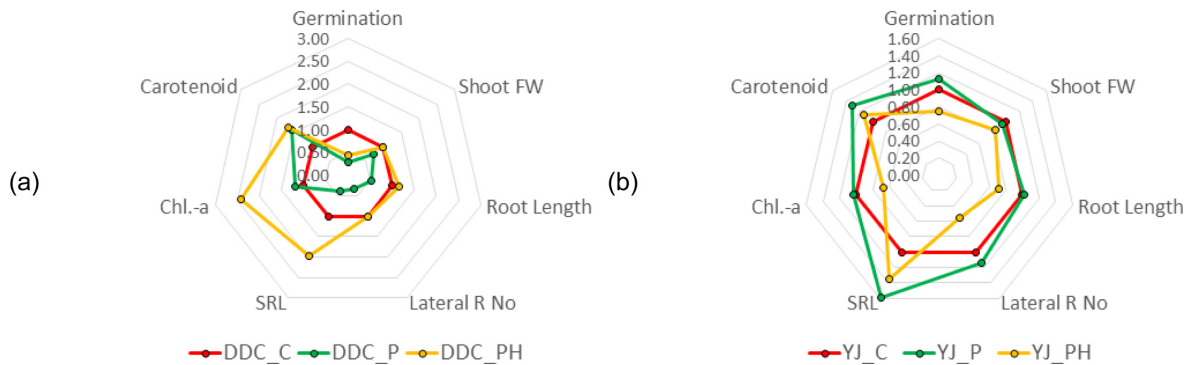 (a)
Germination
3.00
2.50
2.00
1.50
1.00
0.50
0.00
Shoot FW
Root Length
Lateral R No
SRL
Chl.-a
Carotenoid
DDC_C DDC_P DDC_PH
(b)
Germination
1.60
1.40
1.20
1.00
0.80
0.60
0.40
0.20
0.00
Shoot FW
Root Length
Lateral R No
SRL
Chl.-a
Carotenoid
YJ_C YJ_P YJ_PH